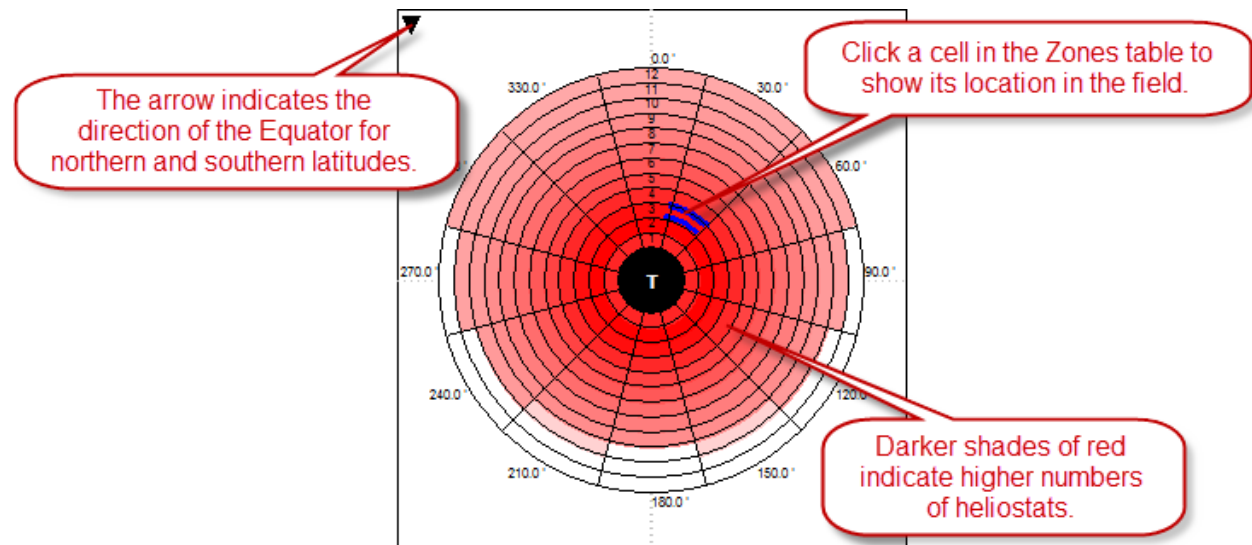 The arrow indicates the
direction of the Equator for
northern and southern latitudes.
Click a cell in the Zones table to
show its location in the field.
0.0 °
330.0 °
30.0 °
60.0 °
270.0 °
90.0 °
240.0 °
120.0
210.0 °
150.0 °
180.0 °
12
11
10
9
8
7
6
5
4
3
2
1
T
Darker shades of red
indicate higher numbers
of heliostats.